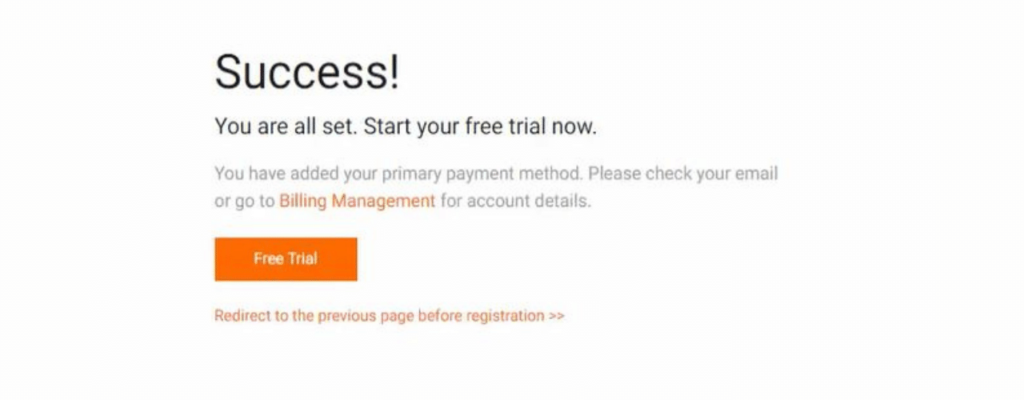 Success!
You are all set. Start your free trial now.
You have added your primary payment method. Please check your email
or go to Billing Management for account details.
Free Trial
Redirect to the previous page before registration >>